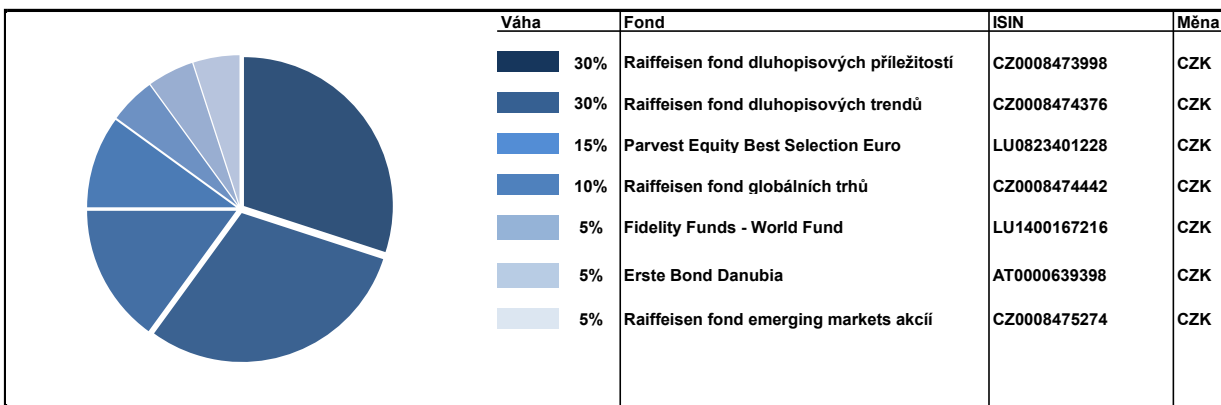 Váha Fond ISIN Měna
30% Raiffeisen fond dluhopisových příležitostí CZ0008473998 CZK
30% Raiffeisen fond dluhopisových trendů CZ0008474376 CZK
15% Parvest Equity Best Selection Euro LU0823401228 CZK
10% Raiffeisen fond globálních trhů CZ0008474442 CZK
5% Fidelity Funds - World Fund LU1400167216 CZK
5% Erste Bond Danubia AT0000639398 CZK
5% Raiffeisen fond emerging markets akcíí CZ0008475274 CZK